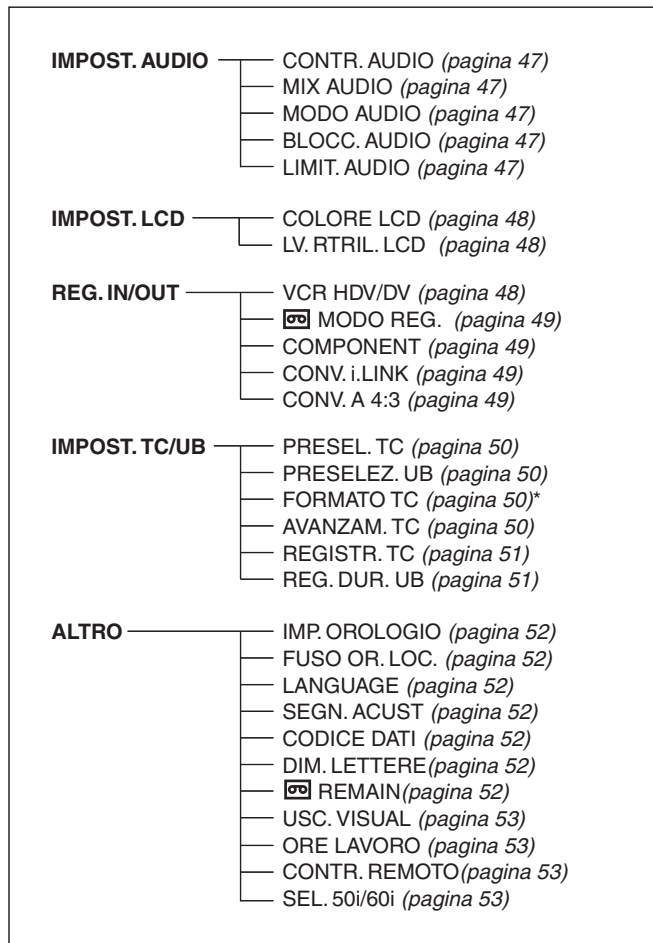 IMPOST. AUDIO CONTR. AUDIO (pagina 47)
MIX AUDIO (pagina 47)
MODO AUDIO (pagina 47)
BLOCC. AUDIO (pagina 47)
LIMIT. AUDIO (pagina 47)
IMPOST. LCD COLORE LCD (pagina 48)
LV. RTRIL. LCD (pagina 48)
REG. IN/OUT VCR HDV/DV (pagina 48)
MODO REG. (pagina 49)
COMPONENT (pagina 49)
CONV. i.LINK (pagina 49)
CONV. A 4:3 (pagina 49)
IMPOST. TC/UB PRESEL. TC (pagina 50)
PRESELEZ. UB (pagina 50)
FORMATO TC (pagina 50)*
AVANZAM. TC (pagina 50)
REGISTR. TC (pagina 51)
REG. DUR. UB (pagina 51)
ALTRO IMP. OROLOGIO (pagina 52)
FUSO OR. LOC. (pagina 52)
LANGUAGE (pagina 52)
SEGN. ACUST (pagina 52)
CODICE DATI (pagina 52)
DIM. LETTERE(pagina 52)
REMAIN(pagina 52)
USC. VISUAL (pagina 53)
ORE LAVORO (pagina 53)
CONTR. REMOTO(pagina 53)
SEL. 50i/60i (pagina 53)